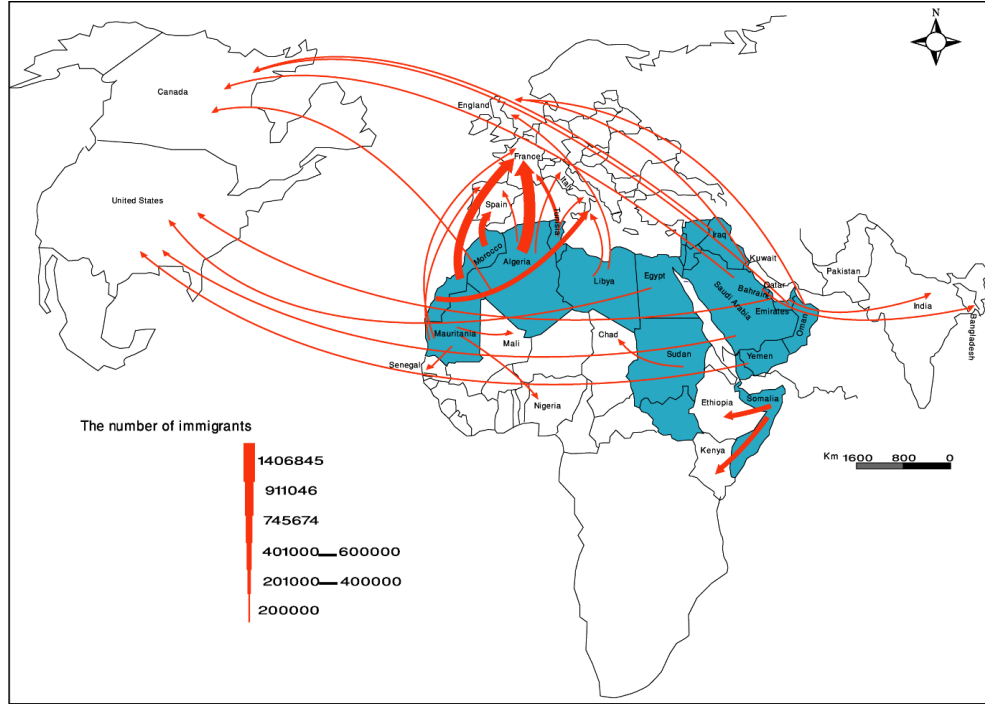 N
Canada
England
France
Italy
United States
Spain
Tunisia
Morocco
Algeria
Iraq
Kuwait
Pakistan
Libya
Egypt
Qatar
Bahrain
Saudi Arabia
Emirates
India
Oman
Bangladesh
Mauritania
Mali
Chad
Senegal
Sudan
Yemen
Nigeria
Ethiopia
Somalia
Kenya
The number of immigrants
1406845
911046
745674
401000 — 600000
201000 — 400000
200000
Km 1600 800 0